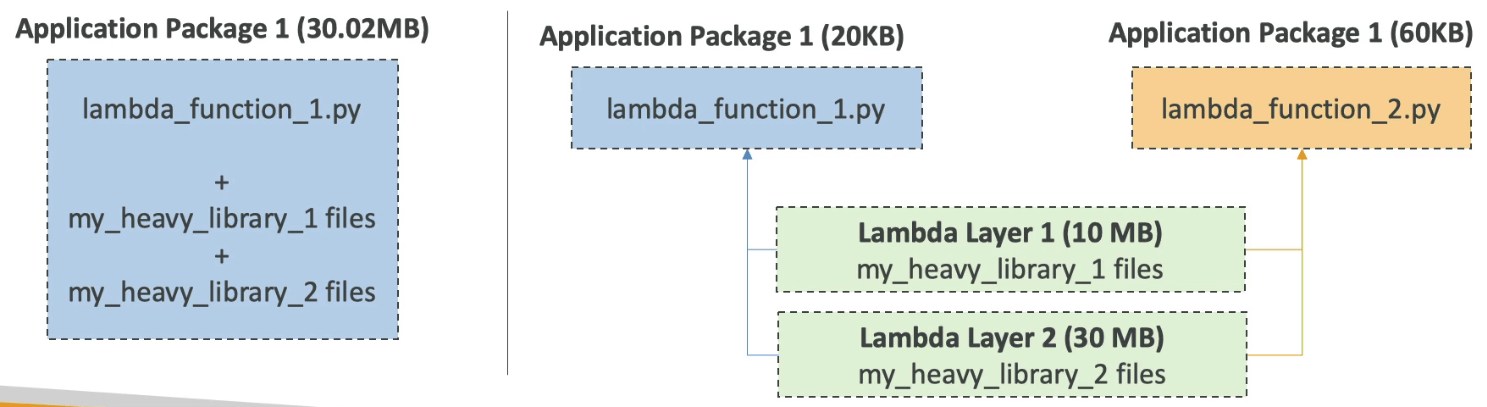 Application Package 1 (30.02MB)
lambda_function_1.py
+
my_heavy_library_1 files
+
my_heavy_library_2 files
Application Package 1 (20KB)
lambda_function_1.py
Application Package 1 (60KB)
lambda_function_2.py
Lambda Layer 1 (10 MB)
my_heavy_library_1 files
Lambda Layer 2 (30 MB)
my_heavy_library_2 files